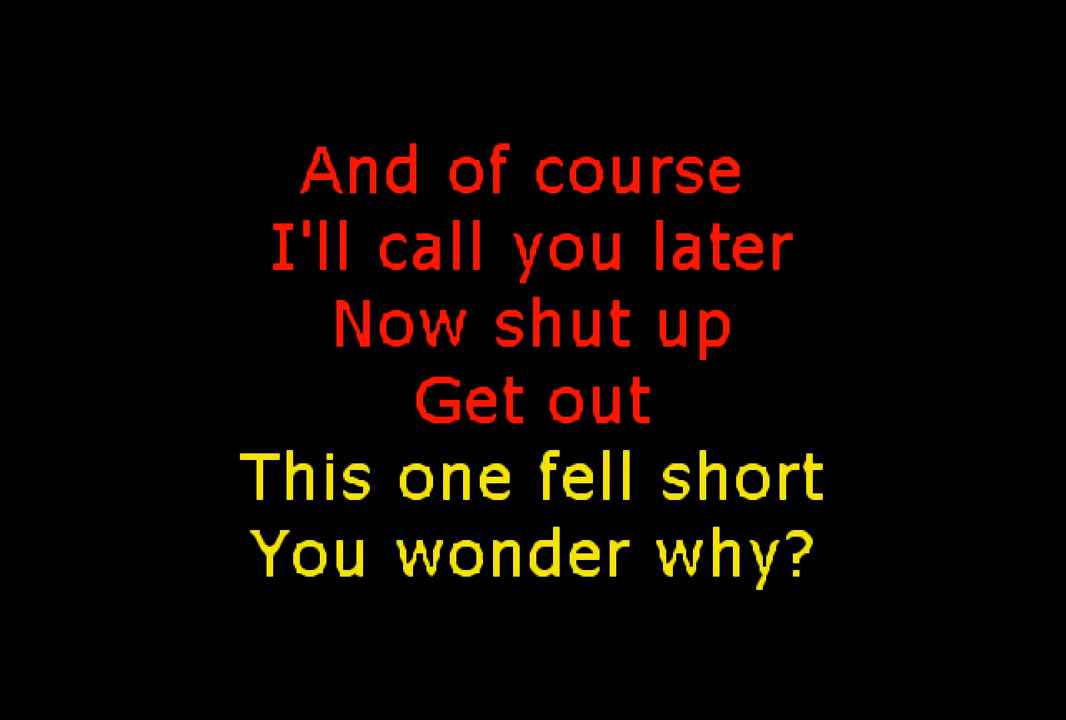 And of course
I'll call you later
Now shut up
Get out
This one fell short
You wonder why?